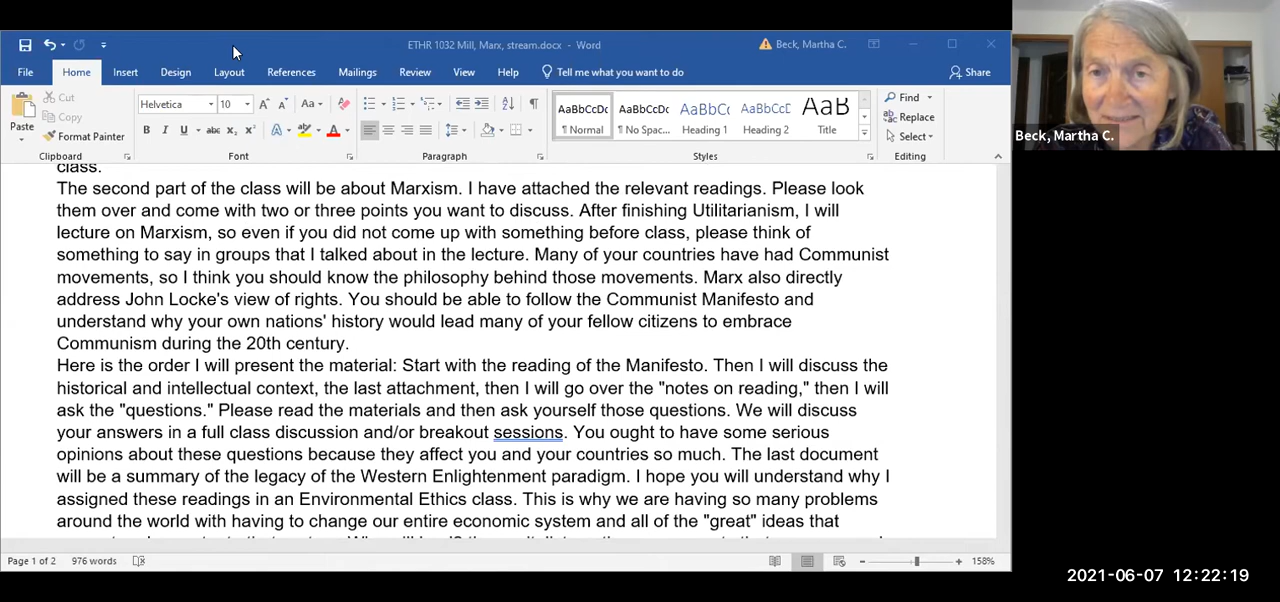 ETHR 1032 Mill, Marx, stream.docx - Word
Beck, Martha C.
File Home Insert Design Layout References Mailings Review View Help Tell me what you want to do Share
Paste
Cut
Copy
Format Painter
Clipboard
Helvetica 10
Font
Paragraph
AaBbCcDc AaBbCcDc AaBbC AaBbCcD AaB
¶ Normal ¶ No Spac... Heading 1 Heading 2 Title
Styles
Find
Replace
Select
Editing
Beck, Martha C.
class.
The second part of the class will be about Marxism. I have attached the relevant readings. Please look
them over and come with two or three points you want to discuss. After finishing Utilitarianism, I will
lecture on Marxism, so even if you did not come up with something before class, please think of
something to say in groups that I talked about in the lecture. Many of your countries have had Communist
movements, so I think you should know the philosophy behind those movements. Marx also directly
address John Locke's view of rights. You should be able to follow the Communist Manifesto and
understand why your own nations' history would lead many of your fellow citizens to embrace
Communism during the 20th century.
Here is the order I will present the material: Start with the reading of the Manifesto. Then I will discuss the
historical and intellectual context, the last attachment, then I will go over the "notes on reading," then I will
ask the "questions." Please read the materials and then ask yourself those questions. We will discuss
your answers in a full class discussion and/or breakout sessions. You ought to have some serious
opinions about these questions because they affect you and your countries so much. The last document
will be a summary of the legacy of the Western Enlightenment paradigm. I hope you will understand why I
assigned these readings in an Environmental Ethics class. This is why we are having so many problems
around the world with having to change our entire economic system and all of the "great" ideas that
Page 1 of 2 976 words 158%
2021-06-07 12:22:19